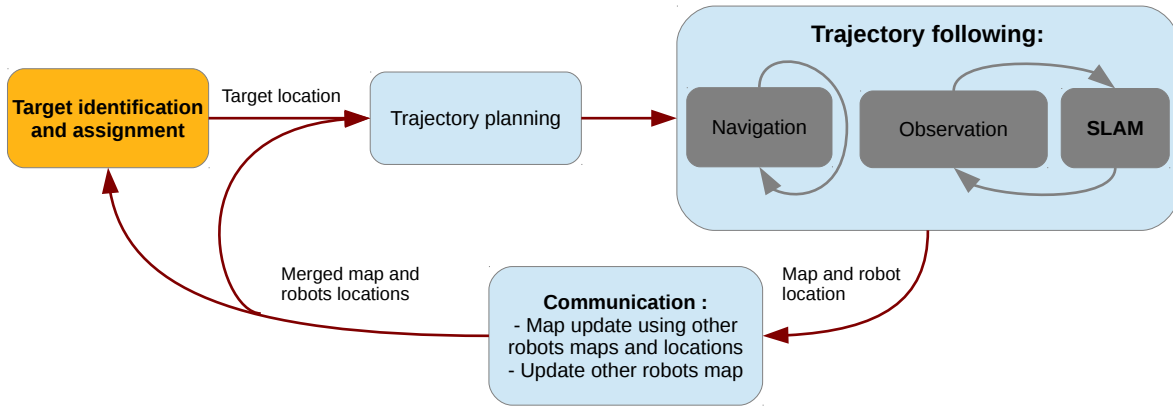 Trajectory following:
Target identification
and assignment
Target location
Trajectory planning
Navigation
Observation
SLAM
Merged map and
robots locations
Map and robot
location
Communication :
- Map update using other
robots maps and locations
- Update other robots map